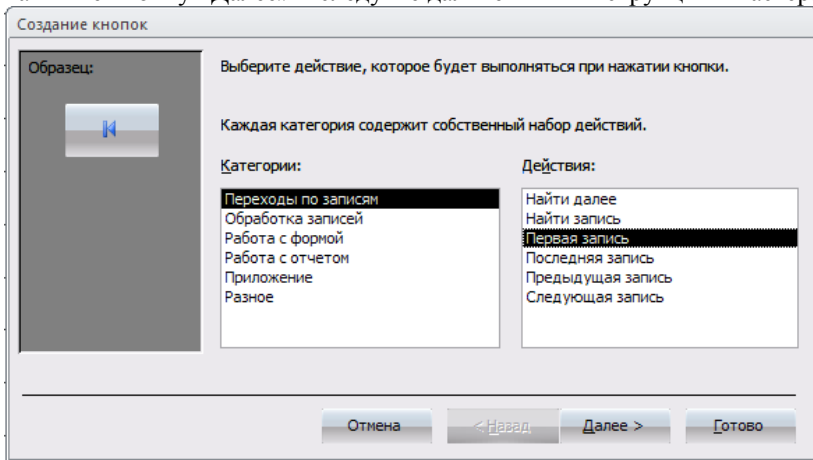 Создание кнопок
Образец:
Выберите действие, которое будет выполняться при нажатии кнопки.
Каждая категория содержит собственный набор действий.
Категории:
Действия:
Переходы по записям
Обработка записей
Работа с формой
Работа с отчетом
Приложение
Разное
Найти далее
Найти запись
Первая запись
Последняя запись
Предыдущая запись
Следующая запись
Отмена
< Назад
Далее >
Готово